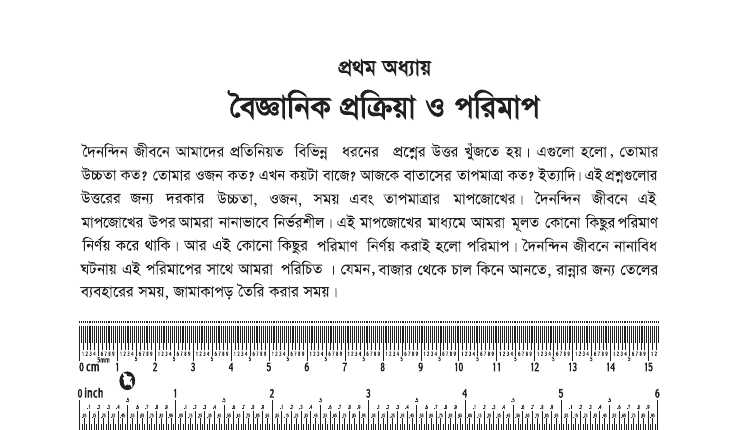 প্রথম অধ্যায়
বৈজ্ঞানিক প্রক্রিয়া ও পরিমাপ
দৈনন্দিন জীবনে আমাদের প্রতিনিয়ত বিভিন্ন ধরনের প্রশ্নের উত্তর খুঁজতে হয়। এগুলো হলো, তোমার
উচ্চতা কত? তোমার ওজন কত? এখন কয়টা বাজে? আজকে বাতাসের তাপমাত্রা কত? ইত্যাদি। এই প্রশ্নগুলোর
উত্তরের জন্য দরকার উচ্চতা, ওজন, সময় এবং তাপমাত্রার মাপজোখের। দৈনন্দিন জীবনে এই
মাপজোখের উপর আমরা নানাভাবে নির্ভরশীল। এই মাপজোখের মাধ্যমে আমরা মূলত কোনো কিছুর পরিমাণ
নির্ণয় করে থাকি। আর এই কোনো কিছুর পরিমাণ নির্ণয় করাই হলো পরিমাপ। দৈনন্দিন জীবনে নানাবিধ
ঘটনায় এই পরিমাপের সাথে আমরা পরিচিত । যেমন, বাজার থেকে চাল কিনে আনতে, রান্নার জন্য তেলের
ব্যবহারের সময়, জামাকাপড় তৈরি করার সময়।
5mm
0 cm 1 2 3 4 5 6 7 8 9 10 11 12 13 14 15
0 inch 1 2 3 4 5 6